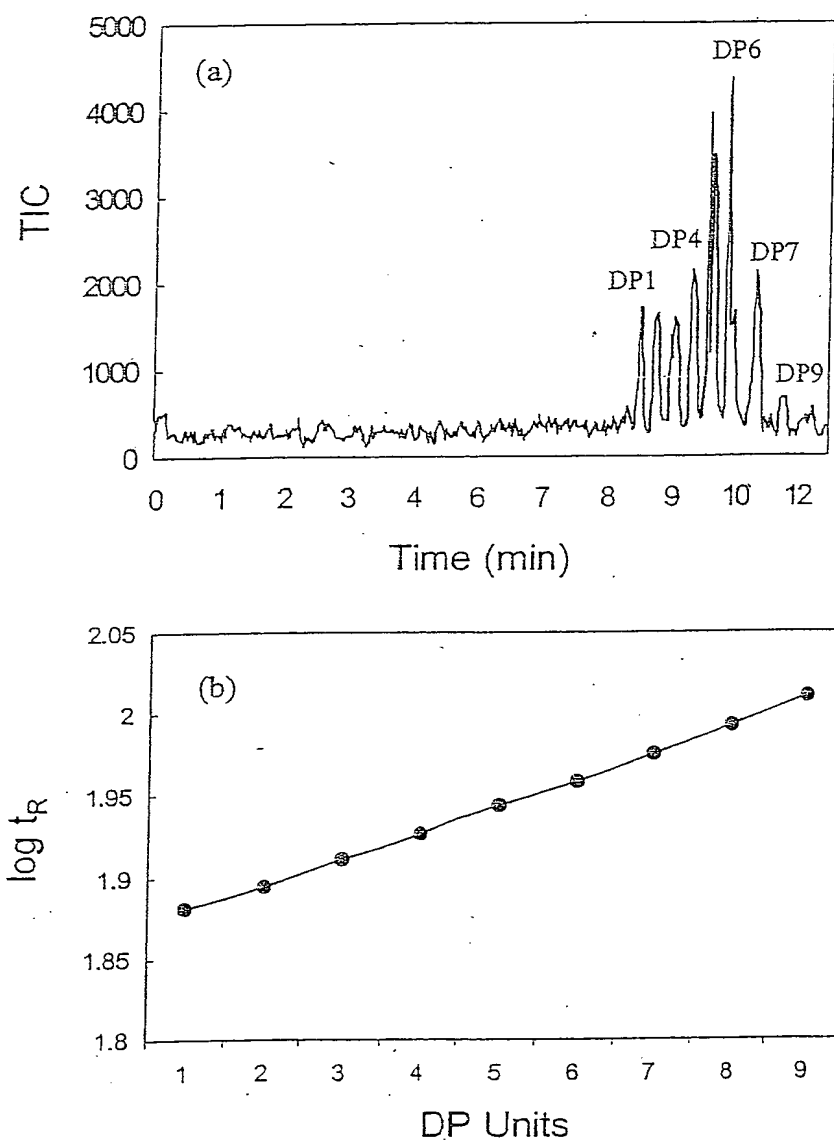 5000
(a)
DP6
4000
3000
TIC
DP4
DP7
2000
DP1
1000
DP9
0
0 1 2 3 4 5 6 7 8 9 10 12
Time (min)
2.05
(b)
2
1.95
log tR
1.9
1.85
1.8
1 2 3 4 5 6 7 8 9
DP Units